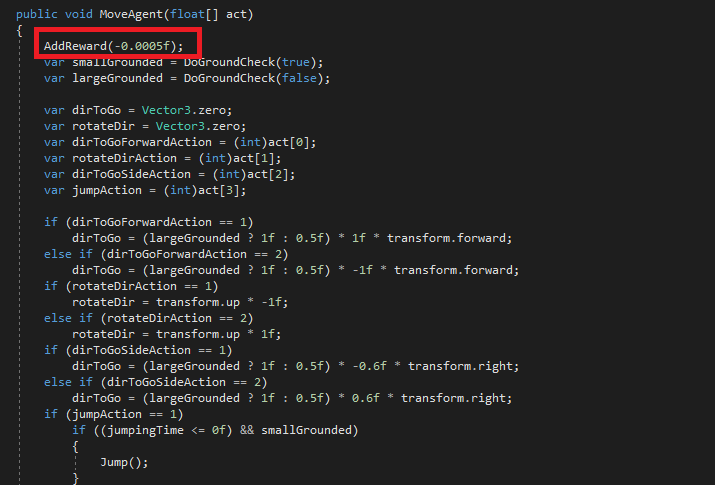 public void MoveAgent(float[] act)
{
AddReward(-0.0005f);
var smallGrounded = DoGroundCheck(true);
var largeGrounded = DoGroundCheck(false);
var dirToGo = Vector3.zero;
var rotateDir = Vector3.zero;
var dirToGoForwardAction = (int)act[0];
var rotateDirAction = (int)act[1];
var dirToGoSideAction = (int)act[2];
var jumpAction = (int)act[3];
if (dirToGoForwardAction == 1)
dirToGo = (largeGrounded ? 1f : 0.5f) * 1f * transform.forward;
else if (dirToGoForwardAction == 2)
dirToGo = (largeGrounded ? 1f : 0.5f) * -1f * transform.forward;
if (rotateDirAction == 1)
rotateDir = transform.up * -1f;
else if (rotateDirAction == 2)
rotateDir = transform.up * 1f;
if (dirToGoSideAction == 1)
dirToGo = (largeGrounded ? 1f : 0.5f) * -0.6f * transform.right;
else if (dirToGoSideAction == 2)
dirToGo = (largeGrounded ? 1f : 0.5f) * 0.6f * transform.right;
if (jumpAction == 1)
if ((jumpingTime <= 0f) && smallGrounded)
{
Jump();
}